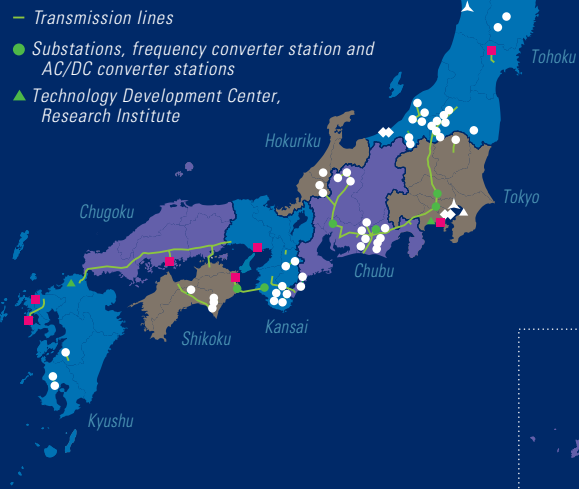 Transmission lines
Substations, frequency converter station and
AC/DC converter stations
Technology Development Center,
Research Institute
Tohoku
Hokuriku
Tokyo
Chugoku
Chubu
Kansai
Shikoku
Kyushu